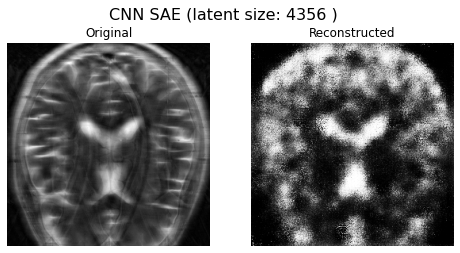 CNN SAE (latent size: 4356 )
Original
Reconstructed